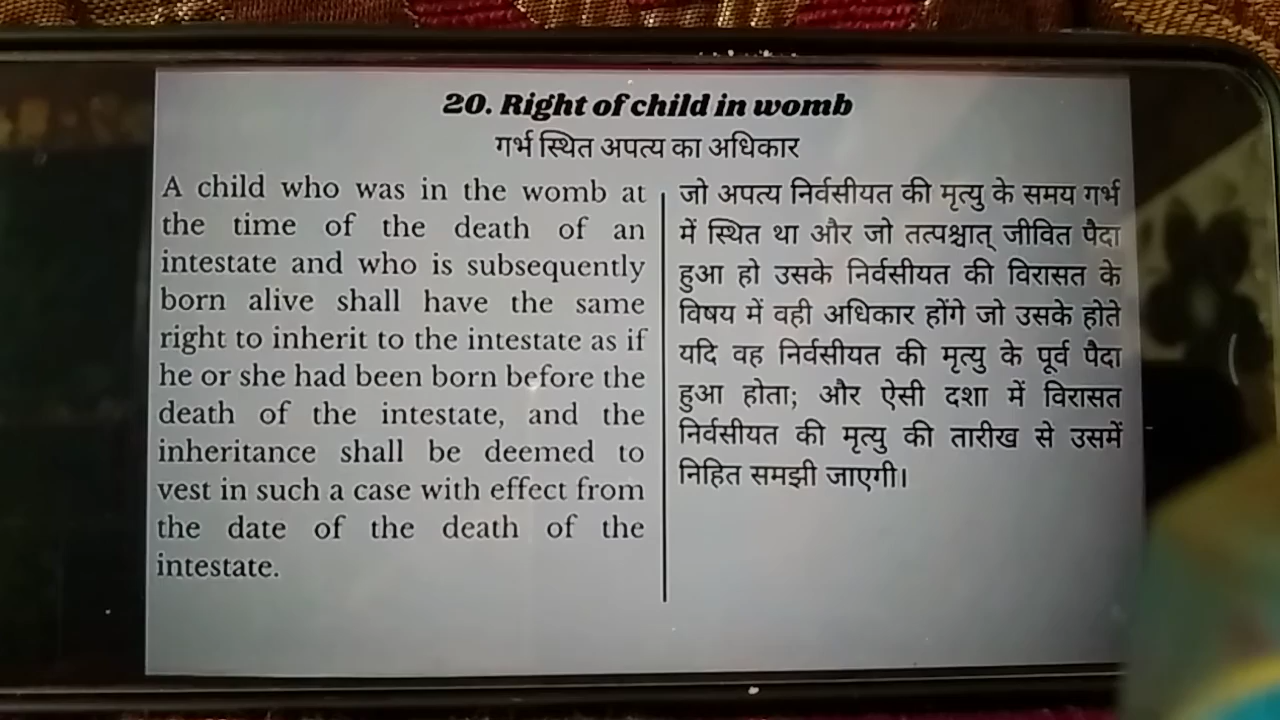 20. Right of child in womb
गर्भ स्थित अपत्य का अधिकार
A child who was in the womb at
the time of the death of an
intestate and who is subsequently
born alive shall have the same
right to inherit to the intestate as if
he or she had been born before the
death of the intestate, and the
inheritance shall be deemed to
vest in such a case with effect from
the date of the death of the
intestate.
जो अपत्य निर्वसीयत की मृत्यु के समय गर्भ
में स्थित था और जो तत्पश्चात् जीवित पैदा
हुआ हो उसके निर्वसीयत की विरासत के
विषय में वही अधिकार होंगे जो उसके होते
यदि वह निर्वसीयत की मृत्यु के पूर्व पैदा
हुआ होता; और ऐसी दशा में विरासत
निर्वसीयत की मृत्यु की तारीख से उसमें
निहित समझी जाएगी।